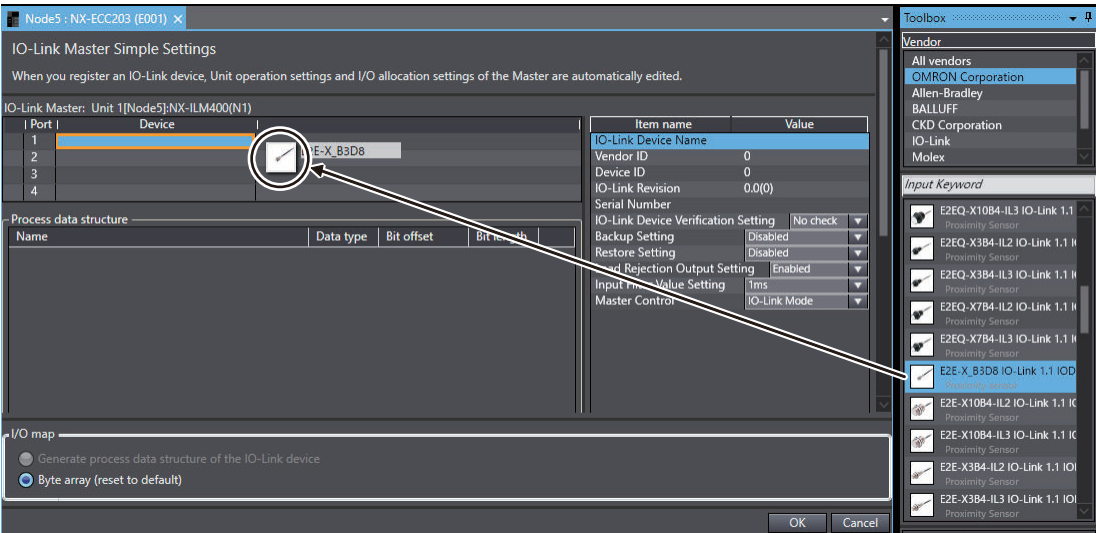 Node5 : NX-ECC203 (E001)
IO-Link Master Simple Settings
When you register an IO-Link device, Unit operation settings and I/O allocation settings of the Master are automatically edited.
IO-Link Master: Unit 1[Node5]:NX-ILM400(N1)
Port Device
1
2
3
4
E2E-X_B3D8
Process data structure
Name Data type Bit offset Bit length
Item name Value
IO-Link Device Name
Vendor ID 0
Device ID 0
IO-Link Revision 0.0(0)
Serial Number
IO-Link Device Verification Setting No check
Backup Setting Disabled
Restore Setting Disabled
Load Rejection Output Setting Enabled
Input Filter Value Setting 1ms
Master Control IO-Link Mode
I/O map
Generate process data structure of the IO-Link device
Byte array (reset to default)
OK Cancel
Toolbox
Vendor
All vendors
OMRON Corporation
Allen-Bradley
BALLUFF
CKD Corporation
IO-Link
Molex
Input Keyword
E2EQ-X10B4-IL3 IO-Link 1.1
Proximity Sensor
E2EQ-X3B4-IL2 IO-Link 1.1 I
Proximity Sensor
E2EQ-X3B4-IL3 IO-Link 1.1 I
Proximity Sensor
E2EQ-X7B4-IL2 IO-Link 1.1 I
Proximity Sensor
E2EQ-X7B4-IL3 IO-Link 1.1 I
Proximity Sensor
E2E-X_B3D8 IO-Link 1.1 IOD
Proximity Sensor
E2E-X10B4-IL2 IO-Link 1.1 IO
Proximity Sensor
E2E-X10B4-IL3 IO-Link 1.1 IO
Proximity Sensor
E2E-X3B4-IL2 IO-Link 1.1 IO
Proximity Sensor
E2E-X3B4-IL3 IO-Link 1.1 IO
Proximity Sensor